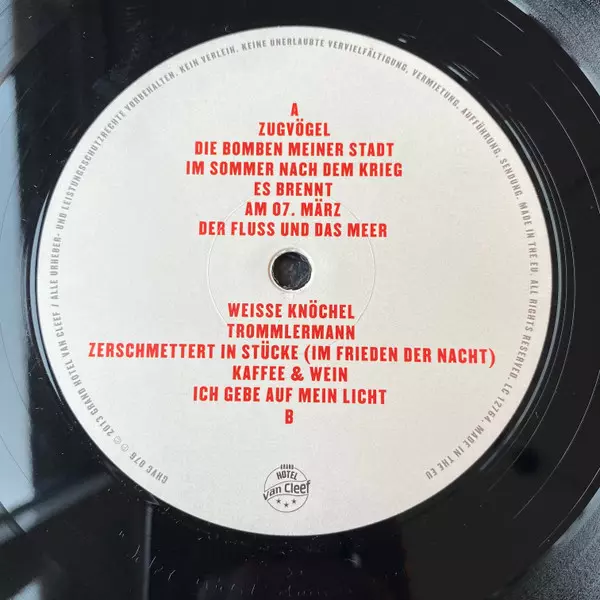 A
ZUGVÖGEL
DIE BOMBEN MEINER STADT
IM SOMMER NACH DEM KRIEG
ES BRENNT
AM 07. MÄRZ
DER FLUSS UND DAS MEER
WEISSE KNÖCHEL
TROMMLERMANN
ZERSCHMETTERT IN STÜCKE (IM FRIEDEN DER NACHT)
KAFFEE & WEIN
ICH GEBE AUF MEIN LICHT
B
GRAND
HOTEL
van Cleef
GHVC 076 ℗ © 2013 GRAND HOTEL VAN CLEEF / ALLE URHEBER- UND LEISTUNGSSCHUTZRECHTE VORBEHALTEN. KEIN VERLEIH. KEINE UNERLAUBTE VERVIELFÄLTIGUNG, VERMIETUNG, AUFFÜHRUNG, SENDUNG. MADE IN THE EU. ALL RIGHTS RESERVED. LC 12764. MADE IN THE EU